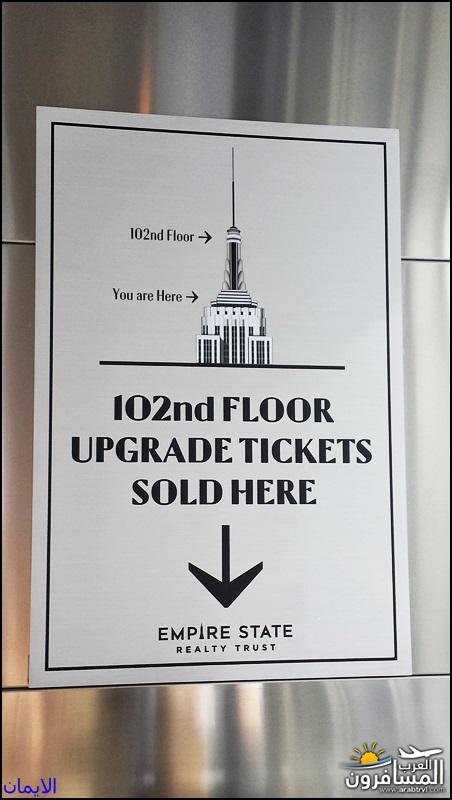 102nd Floor →
You are Here →
102nd FLOOR
UPGRADE TICKETS
SOLD HERE
EMPIRE STATE
REALTY TRUST
العرب
المسافرون
www.arabtrvl.com
الايمان